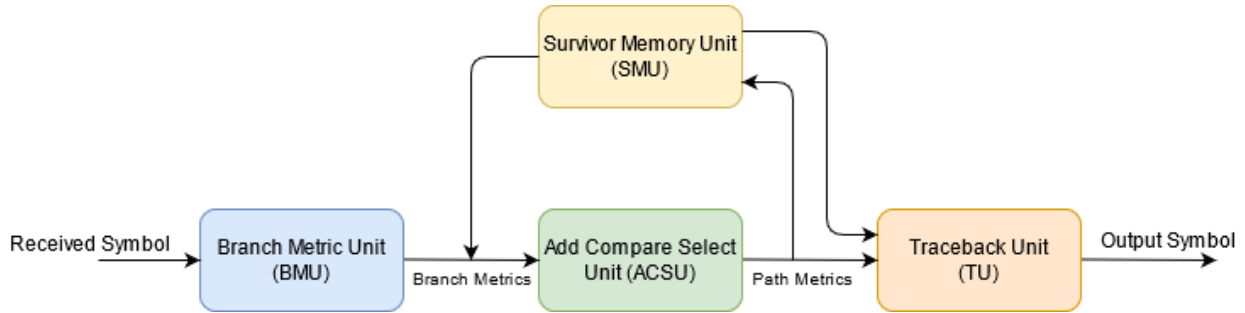 Survivor Memory Unit
(SMU)
Received Symbol
Branch Metric Unit
(BMU)
Branch Metrics
Add Compare Select
Unit (ACSU)
Path Metrics
Traceback Unit
(TU)
Output Symbol